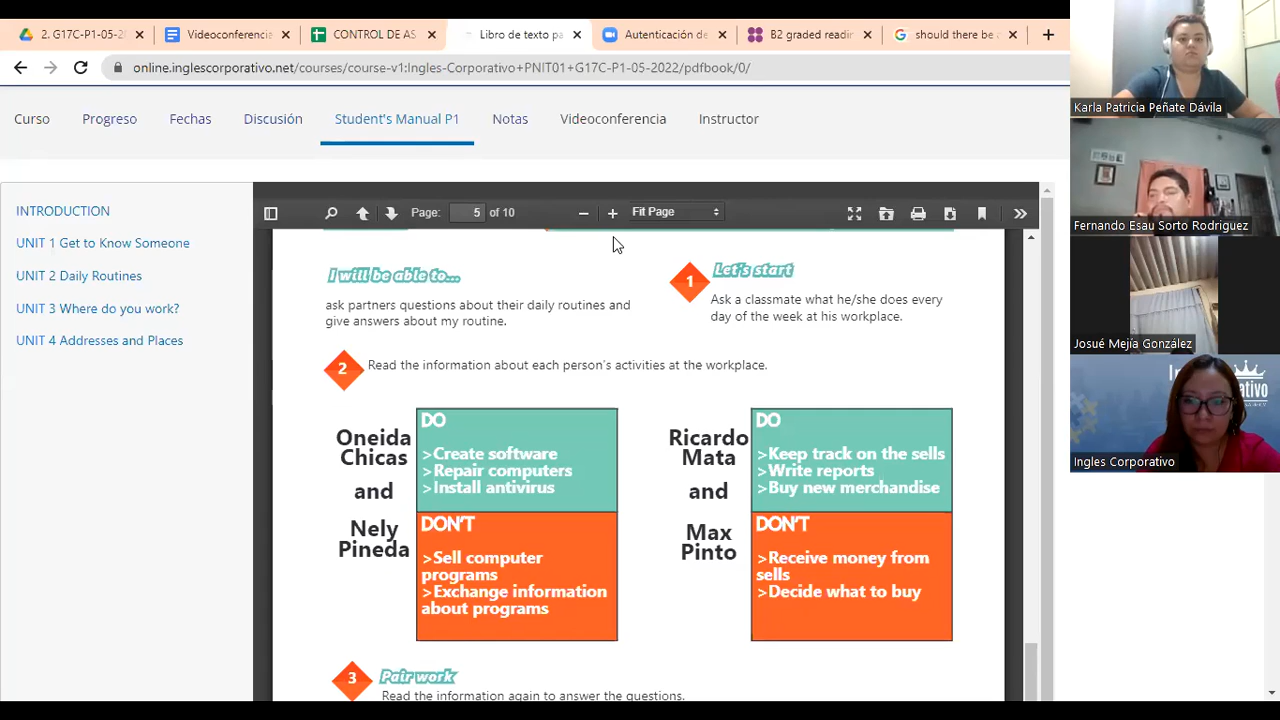 2. G17C-P1-05-2
Videoconferencia
CONTROL DE AS
Libro de texto pa
Autenticación de
B2 graded readin
should there be
online.inglescorporativo.net/courses/course-v1:Ingles-Corporativo+PNIT01+G17C-P1-05-2022/pdfbook/0/
Curso
Progreso
Fechas
Discusión
Student's Manual P1
Notas
Videoconferencia
Instructor
INTRODUCTION
UNIT 1 Get to Know Someone
UNIT 2 Daily Routines
UNIT 3 Where do you work?
UNIT 4 Addresses and Places
Page: 5 of 10
Fit Page
I will be able to...
ask partners questions about their daily routines and
give answers about my routine.
1
Let's start
Ask a classmate what he/she does every
day of the week at his workplace.
2
Read the information about each person's activities at the workplace.
Oneida
Chicas
and
Nely
Pineda
DO
>Create software
>Repair computers
>Install antivirus
DON'T
>Sell computer
programs
>Exchange information
about programs
Ricardo
Mata
and
Max
Pinto
DO
>Keep track on the sells
>Write reports
>Buy new merchandise
DON'T
>Receive money from
sells
>Decide what to buy
3
Pair work
Read the information again to answer the questions.
Karla Patricia Peñate Dávila
Fernando Esau Sorto Rodriguez
Josué Mejía González
Ingles Corporativo